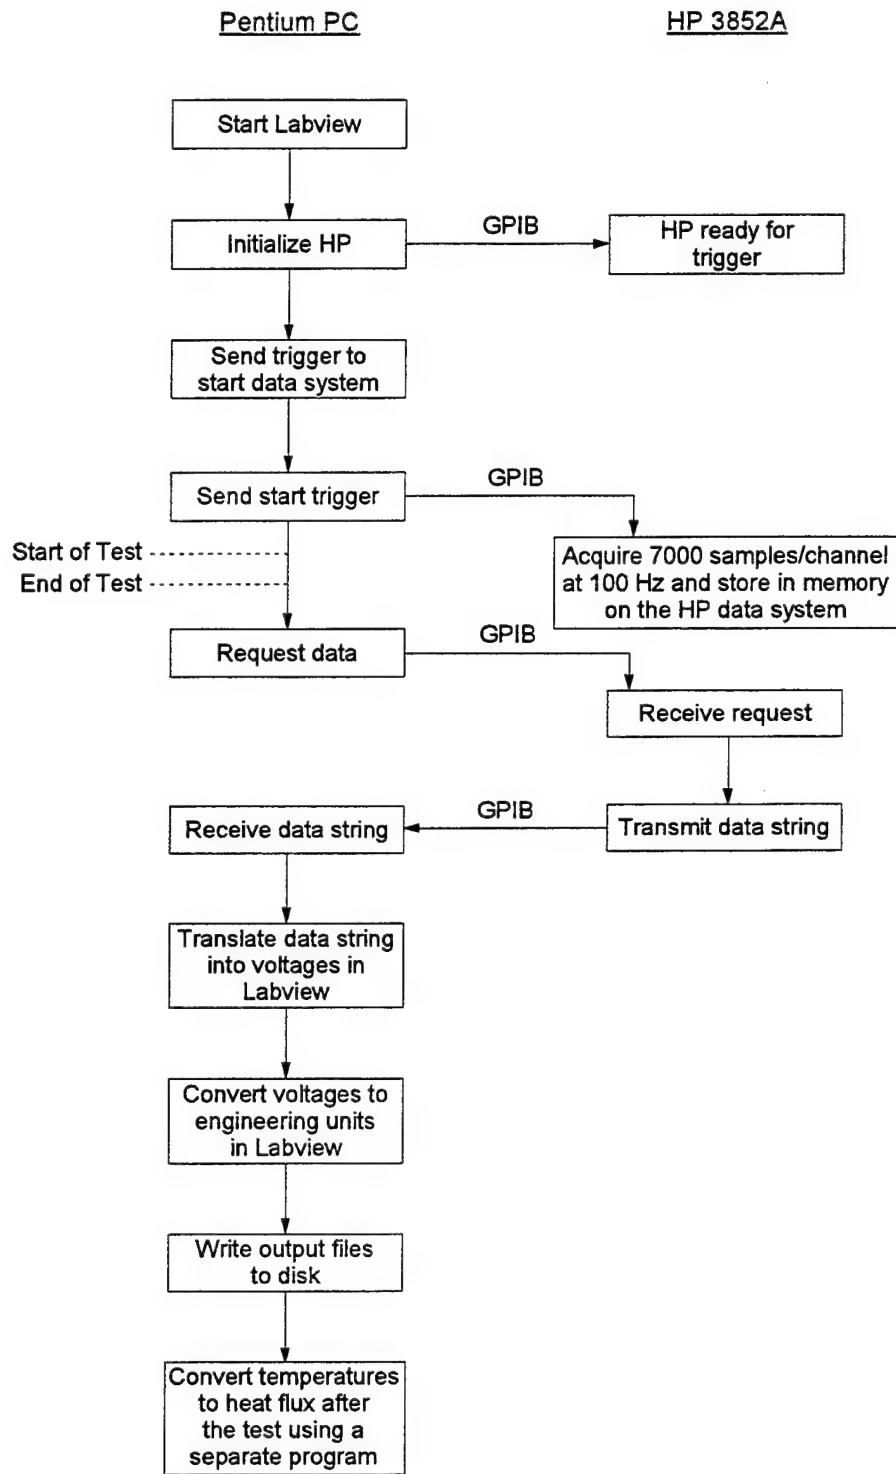 Pentium PC
HP 3852A
Start Labview
Initialize HP
GPIB
HP ready for
trigger
Send trigger to
start data system
Send start trigger
GPIB
Start of Test
End of Test
Acquire 7000 samples/channel
at 100 Hz and store in memory
on the HP data system
Request data
GPIB
Receive request
Receive data string
GPIB
Transmit data string
Translate data string
into voltages in
Labview
Convert voltages to
engineering units
in Labview
Write output files
to disk
Convert temperatures
to heat flux after
the test using a
separate program